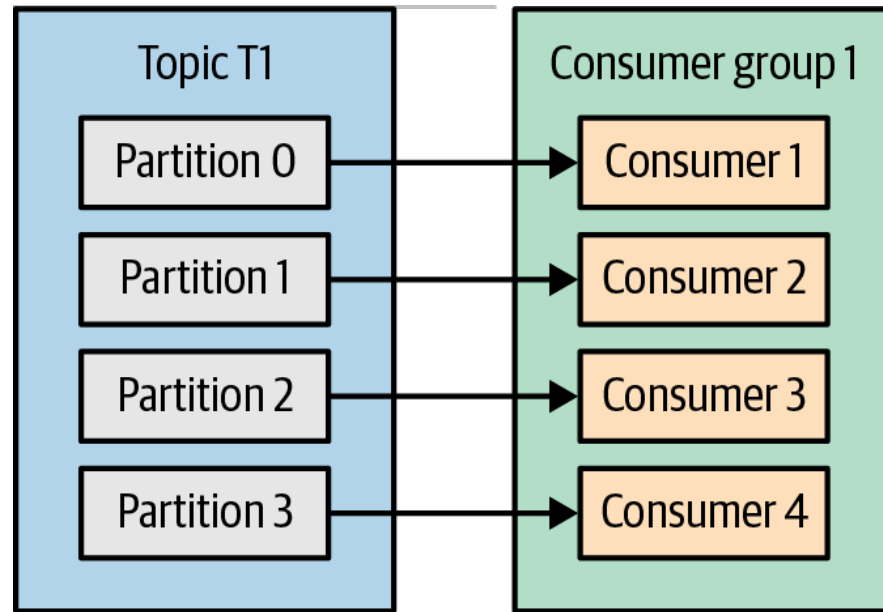 Topic T1
Partition 0
Partition 1
Partition 2
Partition 3
Consumer group 1
Consumer 1
Consumer 2
Consumer 3
Consumer 4